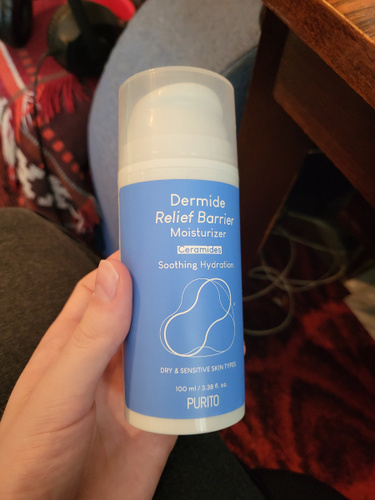 Dermide
Relief Barrier
Moisturizer
Ceramides
Soothing Hydration
DRY & SENSITIVE SKIN TYPES
100 ml / 3.38 fl. oz.
PURITO